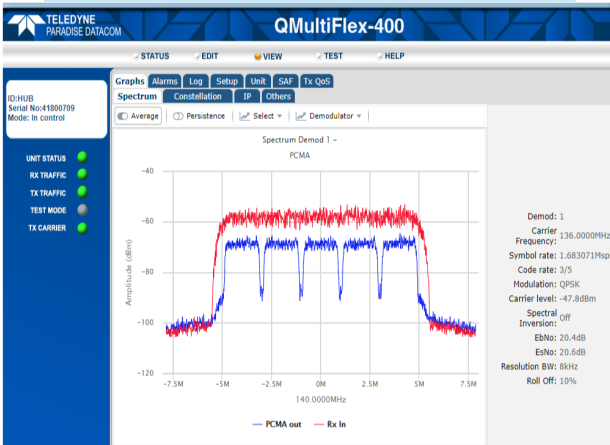 TELEDYNE
PARADISE DATACOM
QMultiFlex-400
STATUS EDIT VIEW TEST HELP
ID:HUB
Serial No:41800709
Mode: In control
UNIT STATUS
RX TRAFFIC
TX TRAFFIC
TEST MODE
TX CARRIER
Graphs Alarms Log Setup Unit SAF Tx QoS
Spectrum Constellation IP Others
Average Persistence Select Demodulator
Spectrum Demod 1 –
PCMA
Amplitude (dBm)
-40
-60
-80
-100
-120
-7.5M -5M -2.5M 0M 2.5M 5M 7.5M
140.0000MHz
PCMA out Rx In
Demod: 1
Carrier Frequency: 136.0000MHz
Symbol rate: 1.683071Msps
Code rate: 3/5
Modulation: QPSK
Carrier level: -47.8dBm
Spectral Inversion: Off
EbNo: 20.4dB
EsNo: 20.6dB
Resolution BW: 8kHz
Roll Off: 10%